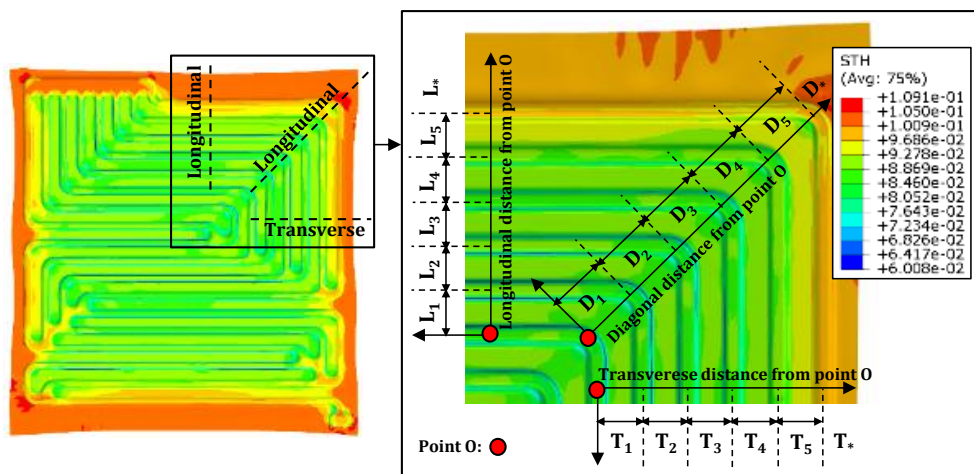 Longitudinal
Longitudinal
Transverse
L*
L5
L4
L3
L2
L1
Longitudinal distance from point O
D1
D2
D3
D4
D5
D*
Diagonal distance from point O
STH
(Avg: 75%)
+1.091e-01
+1.050e-01
+1.009e-01
+9.686e-02
+9.278e-02
+8.869e-02
+8.460e-02
+8.052e-02
+7.643e-02
+7.234e-02
+6.826e-02
+6.417e-02
+6.008e-02
Transverese distance from point O
T1 T2 T3 T4 T5 T*
Point O: